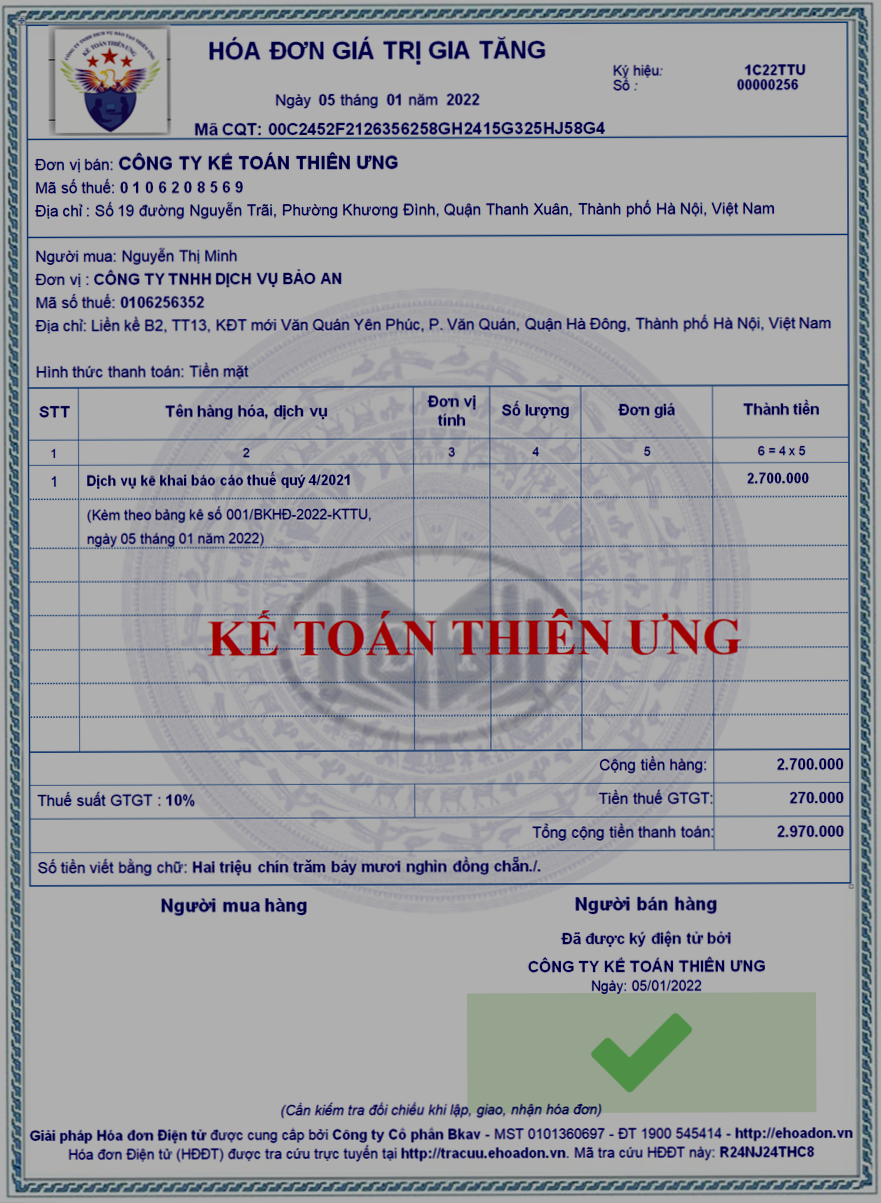 CÔNG TY TNHH DỊCH VỤ ĐÀO TẠO THIÊN ƯNG
KẾ TOÁN THIÊN ƯNG
HÓA ĐƠN GIÁ TRỊ GIA TĂNG
Ký hiệu: 1C22TTU
Số : 00000256
Ngày 05 tháng 01 năm 2022
Mã CQT: 00C2452F2126356258GH2415G325HJ58G4
Đơn vị bán: CÔNG TY KẾ TOÁN THIÊN ƯNG
Mã số thuế: 0 1 0 6 2 0 8 5 6 9
Địa chỉ : Số 19 đường Nguyễn Trãi, Phường Khương Đình, Quận Thanh Xuân, Thành phố Hà Nội, Việt Nam
Người mua: Nguyễn Thị Minh
Đơn vị : CÔNG TY TNHH DỊCH VỤ BẢO AN
Mã số thuế: 0106256352
Địa chỉ: Liền kề B2, TT13, KĐT mới Văn Quán Yên Phúc, P. Văn Quán, Quận Hà Đông, Thành phố Hà Nội, Việt Nam
Hình thức thanh toán: Tiền mặt
STT Tên hàng hóa, dịch vụ Đơn vị tính Số lượng Đơn giá Thành tiền
1 2 3 4 5 6 = 4 x 5
1 Dịch vụ kê khai báo cáo thuế quý 4/2021 2.700.000
(Kèm theo bảng kê số 001/BKHĐ-2022-KTTU,
ngày 05 tháng 01 năm 2022)
KẾ TOÁN THIÊN ƯNG
Cộng tiền hàng: 2.700.000
Thuế suất GTGT : 10% Tiền thuế GTGT: 270.000
Tổng cộng tiền thanh toán: 2.970.000
Số tiền viết bằng chữ: Hai triệu chín trăm bảy mươi nghìn đồng chẵn./.
Người mua hàng Người bán hàng
Đã được ký điện tử bởi
CÔNG TY KẾ TOÁN THIÊN ƯNG
Ngày: 05/01/2022
(Cần kiểm tra đối chiếu khi lập, giao, nhận hóa đơn)
Giải pháp Hóa đơn Điện tử được cung cấp bởi Công ty Cổ phần Bkav - MST 0101360697 - ĐT 1900 545414 - http://ehoadon.vn
Hóa đơn Điện tử (HĐĐT) được tra cứu trực tuyến tại http://tracuu.ehoadon.vn. Mã tra cứu HĐĐT này: R24NJ24THC8